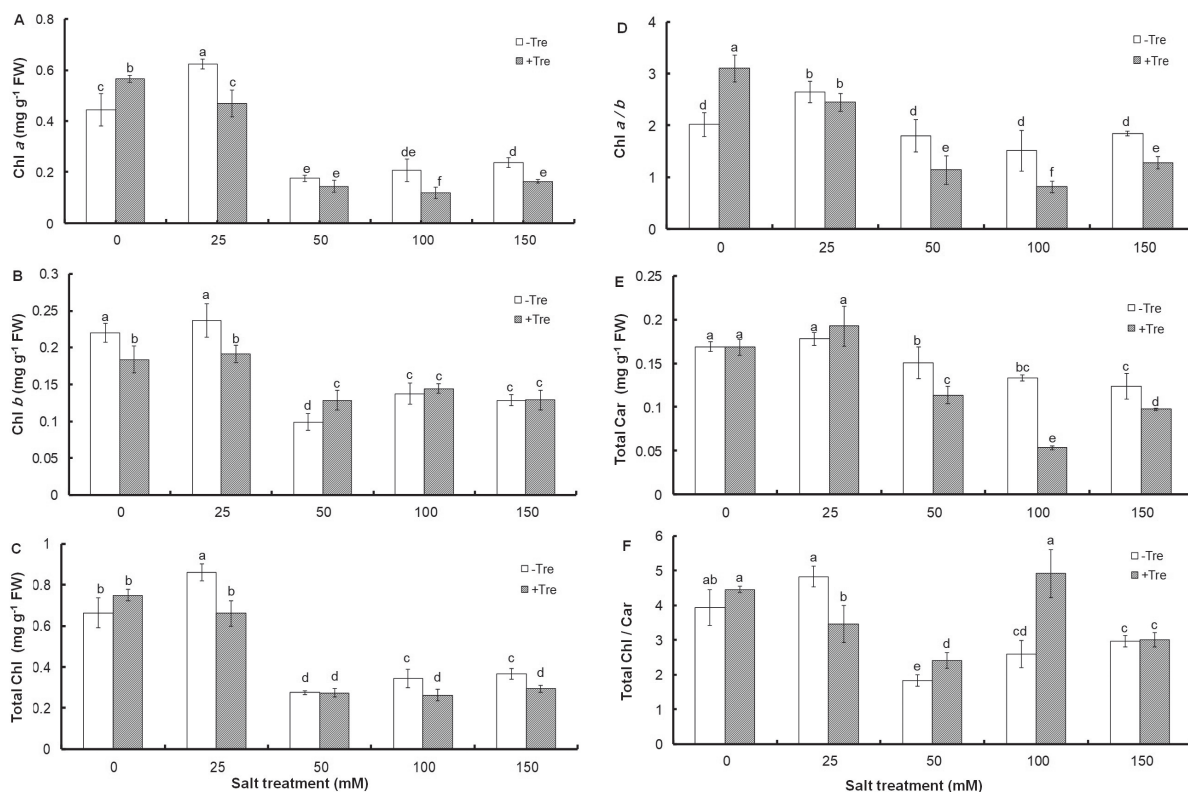 A
Chl a (mg g-1 FW)
0.8
0.6
0.4
0.2
0
c
b
a
c
e
e
de
f
d
e
-Tre
+Tre
0
25
50
100
150
B
Chl b (mg g-1 FW)
0.3
0.25
0.2
0.15
0.1
0.05
0
a
b
a
b
d
c
c
c
c
c
-Tre
+Tre
0
25
50
100
150
C
Total Chl (mg g-1 FW)
1
0.8
0.6
0.4
0.2
0
b
b
a
b
d
d
c
d
c
d
-Tre
+Tre
0
25
50
100
150
Salt treatment (mM)
D
Chl a / b
4
3
2
1
0
d
a
b
b
d
e
d
f
d
e
-Tre
+Tre
0
25
50
100
150
E
Total Car (mg g-1 FW)
0.25
0.2
0.15
0.1
0.05
0
a
a
a
a
b
c
bc
e
c
d
-Tre
+Tre
0
25
50
100
150
F
Total Chl / Car
6
5
4
3
2
1
0
ab
a
a
b
e
d
cd
a
c
c
-Tre
+Tre
0
25
50
100
150
Salt treatment (mM)